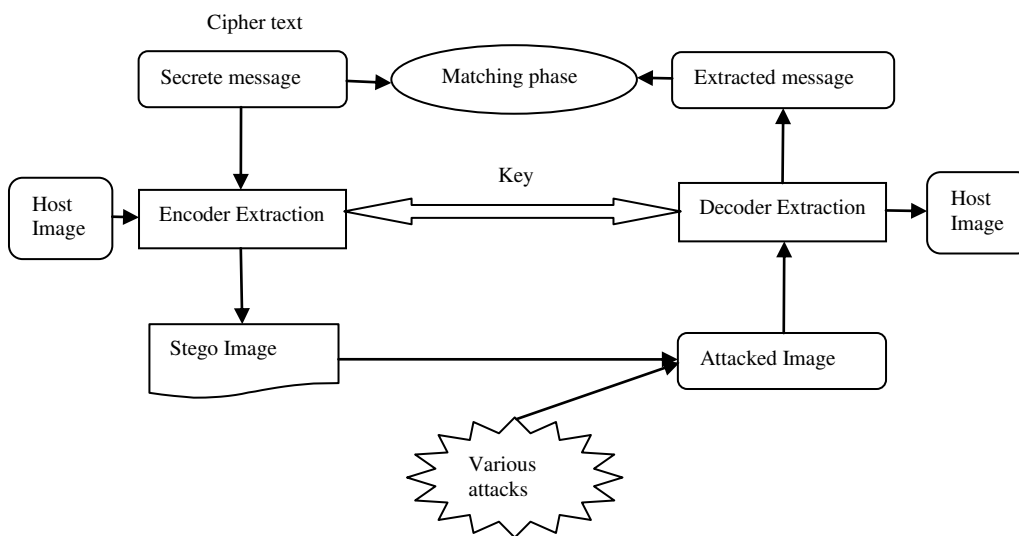 Cipher text
Secrete message
Matching phase
Extracted message
Key
Host
Image
Encoder Extraction
Decoder Extraction
Host
Image
Stego Image
Attacked Image
Various
attacks